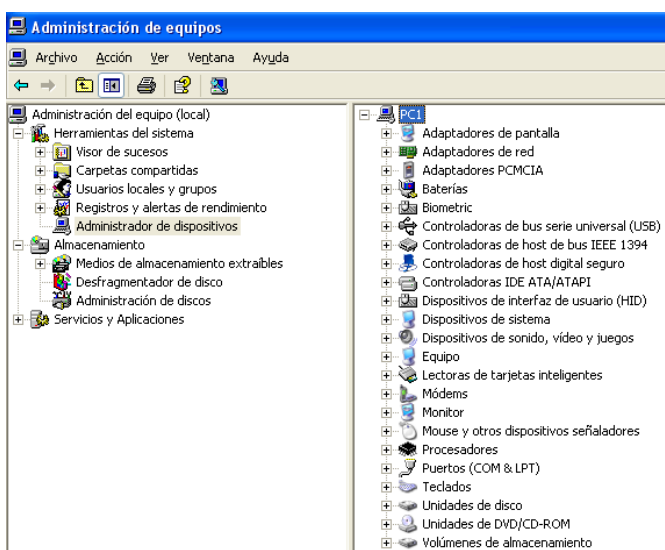 Administración de equipos
Archivo Acción Ver Ventana Ayuda
Administración del equipo (local)
Herramientas del sistema
Visor de sucesos
Carpetas compartidas
Usuarios locales y grupos
Registros y alertas de rendimiento
Administrador de dispositivos
Almacenamiento
Medios de almacenamiento extraíbles
Desfragmentador de disco
Administración de discos
Servicios y Aplicaciones
PC1
Adaptadores de pantalla
Adaptadores de red
Adaptadores PCMCIA
Baterías
Biometric
Controladoras de bus serie universal (USB)
Controladoras de host de bus IEEE 1394
Controladoras de host digital seguro
Controladoras IDE ATA/ATAPI
Dispositivos de interfaz de usuario (HID)
Dispositivos de sistema
Dispositivos de sonido, vídeo y juegos
Equipo
Lectoras de tarjetas inteligentes
Módems
Monitor
Mouse y otros dispositivos señaladores
Procesadores
Puertos (COM & LPT)
Teclados
Unidades de disco
Unidades de DVD/CD-ROM
Volúmenes de almacenamiento